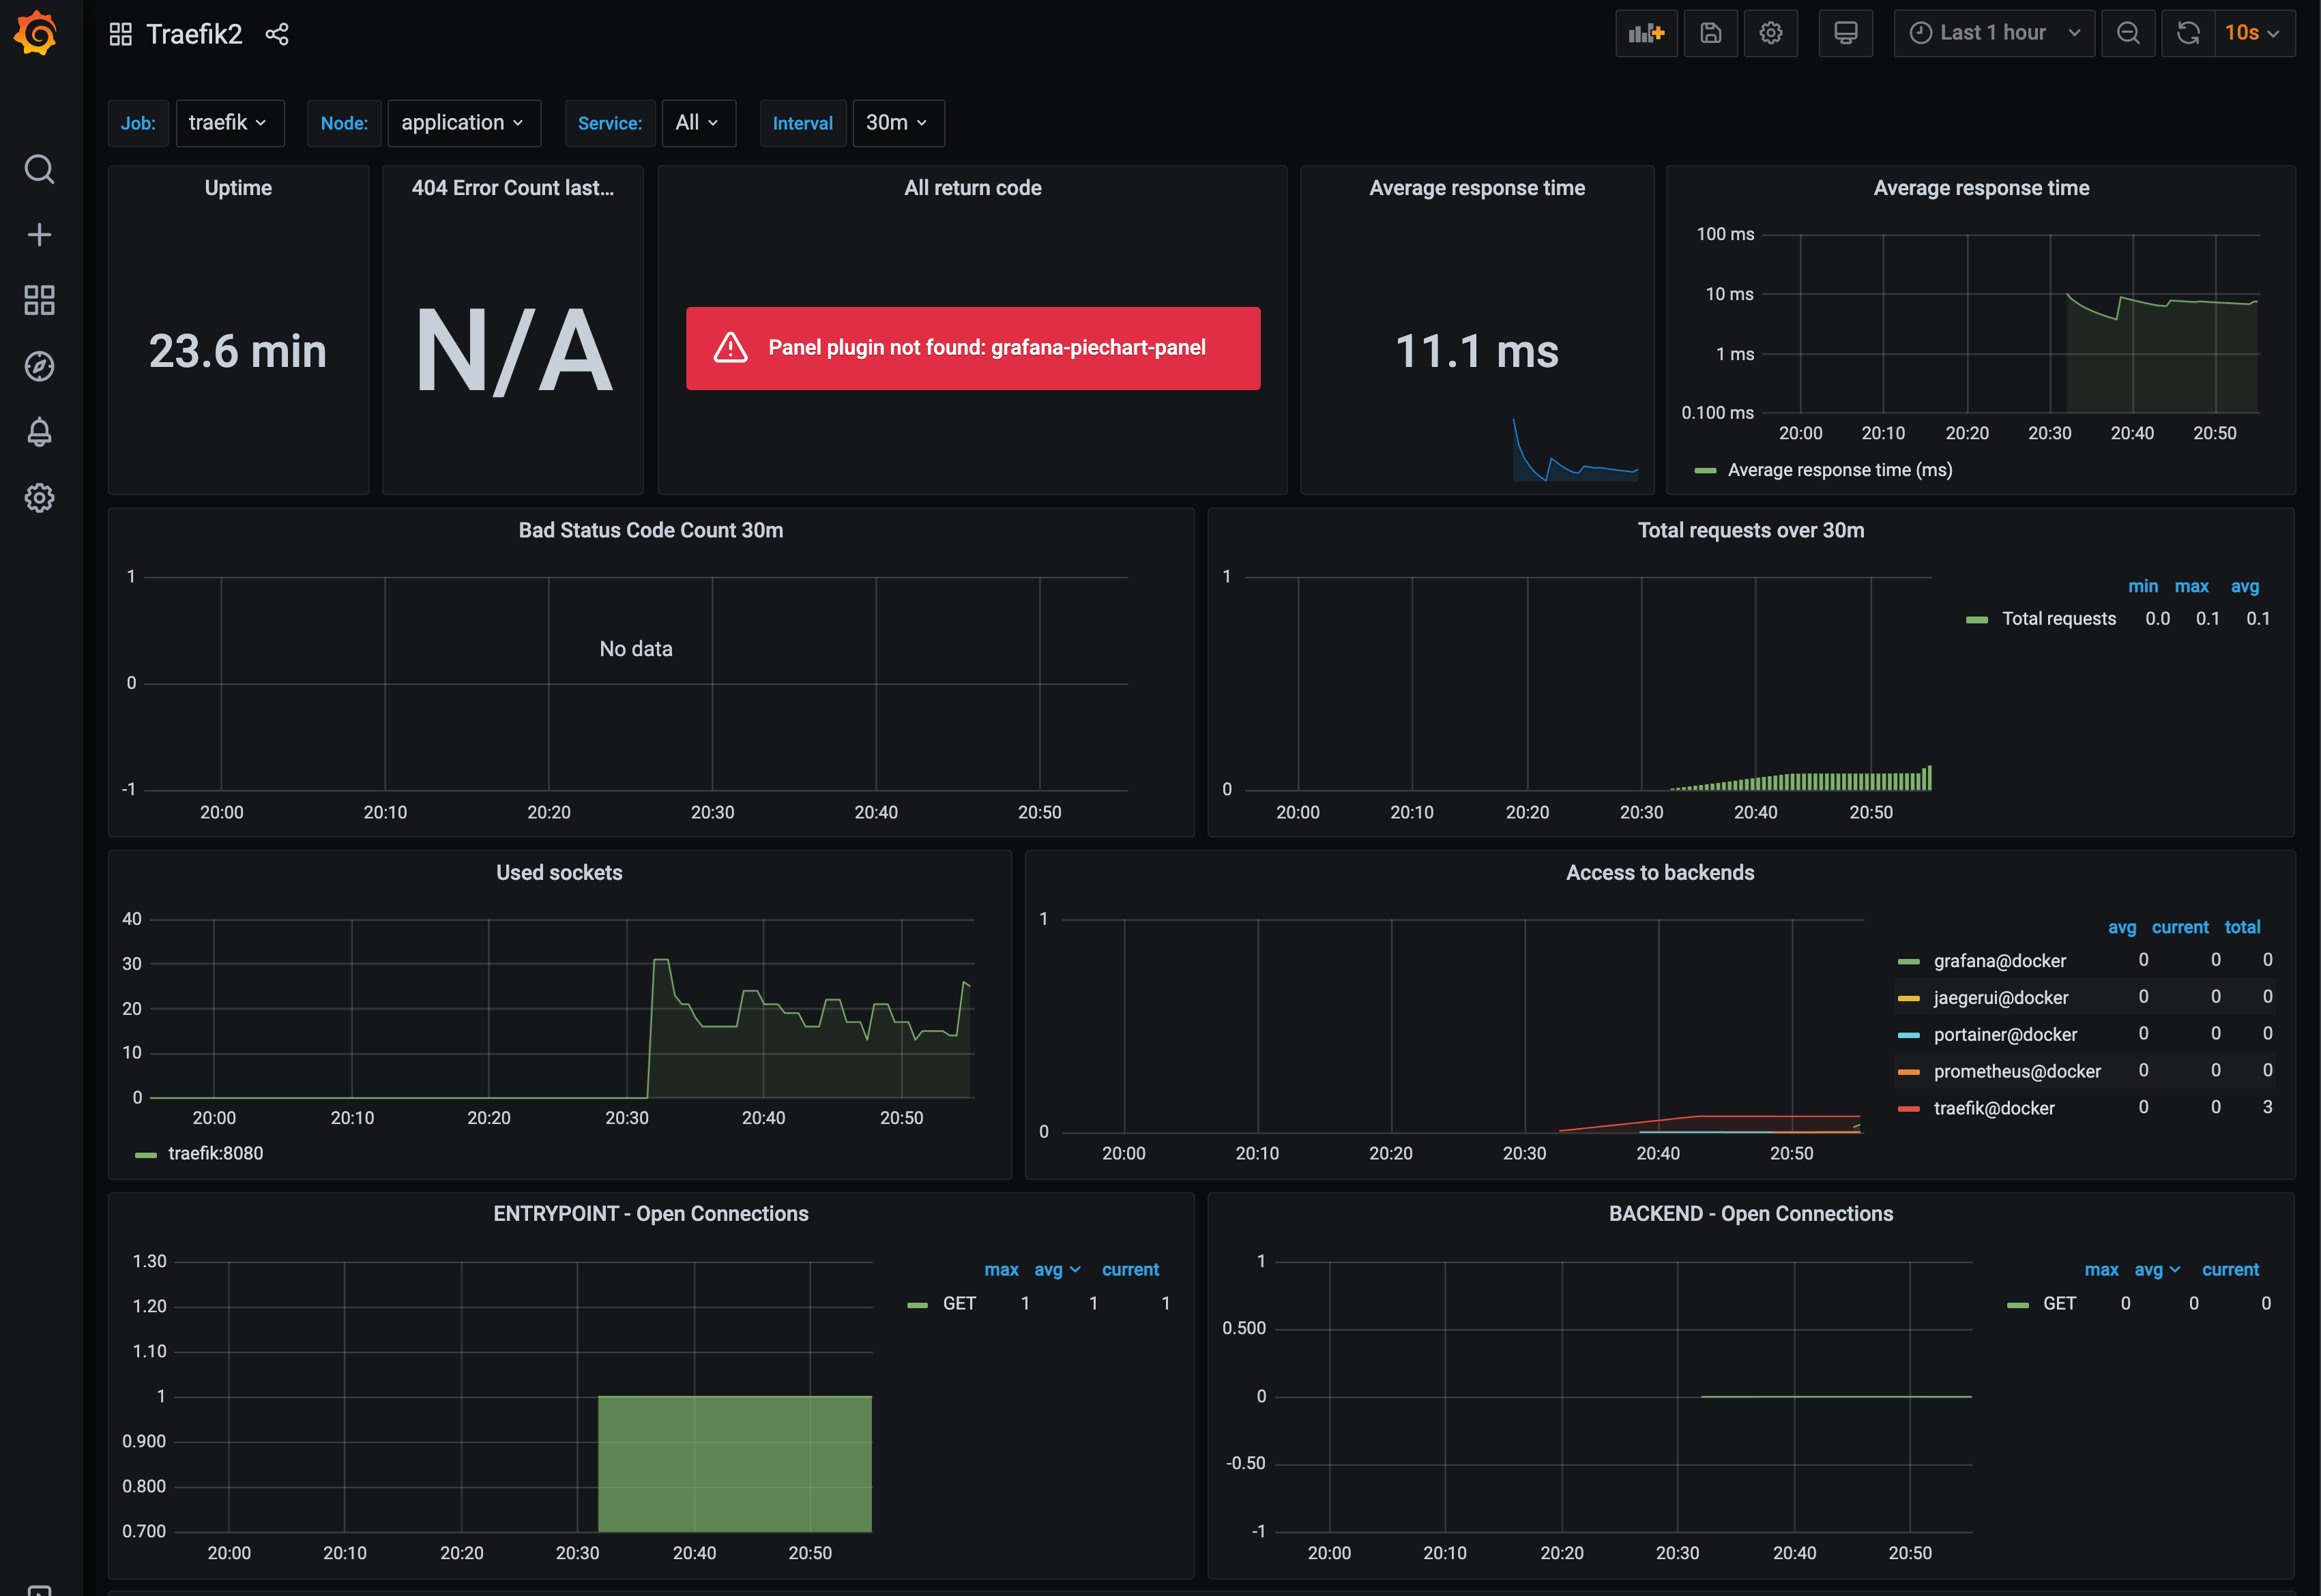 Traefik2
Last 1 hour
10s
Job: traefik Node: application Service: All Interval 30m
Uptime
23.6 min
404 Error Count last...
N/A
All return code
Panel plugin not found: grafana-piechart-panel
Average response time
11.1 ms
Average response time
100 ms
10 ms
1 ms
0.100 ms
20:00 20:10 20:20 20:30 20:40 20:50
Average response time (ms)
Bad Status Code Count 30m
1
No data
0
-1
20:00 20:10 20:20 20:30 20:40 20:50
Total requests over 30m
1
0
20:00 20:10 20:20 20:30 20:40 20:50
min max avg
Total requests 0.0 0.1 0.1
Used sockets
40
30
20
10
0
20:00 20:10 20:20 20:30 20:40 20:50
traefik:8080
Access to backends
1
0
20:00 20:10 20:20 20:30 20:40 20:50
avg current total
grafana@docker 0 0 0
jaegerui@docker 0 0 0
portainer@docker 0 0 0
prometheus@docker 0 0 0
traefik@docker 0 0 3
ENTRYPOINT - Open Connections
1.30
1.20
1.10
1
0.900
0.800
0.700
20:00 20:10 20:20 20:30 20:40 20:50
max avg current
GET 1 1 1
BACKEND - Open Connections
1
0.500
0
-0.50
-1
20:00 20:10 20:20 20:30 20:40 20:50
max avg current
GET 0 0 0